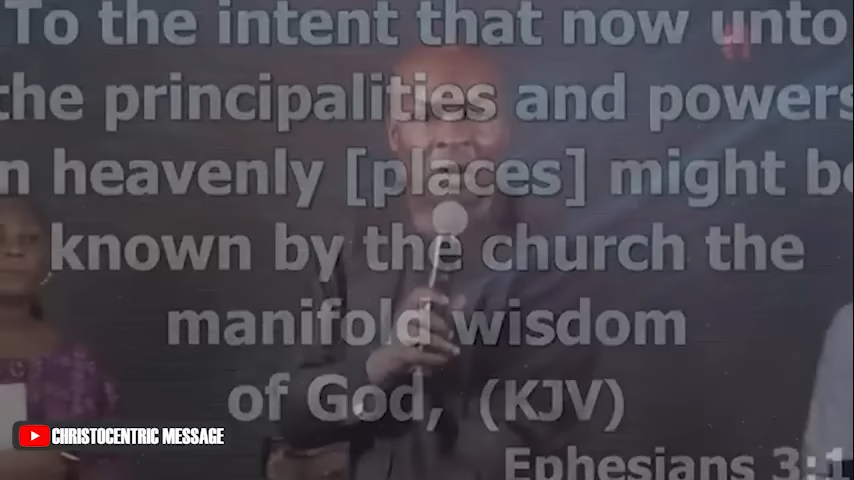 To the intent that now unto
the principalities and powers
n heavenly [places] might be
known by the church the
manifold wisdom
of God, (KJV)
Ephesians 3:1
CHRISTOCENTRIC MESSAGE